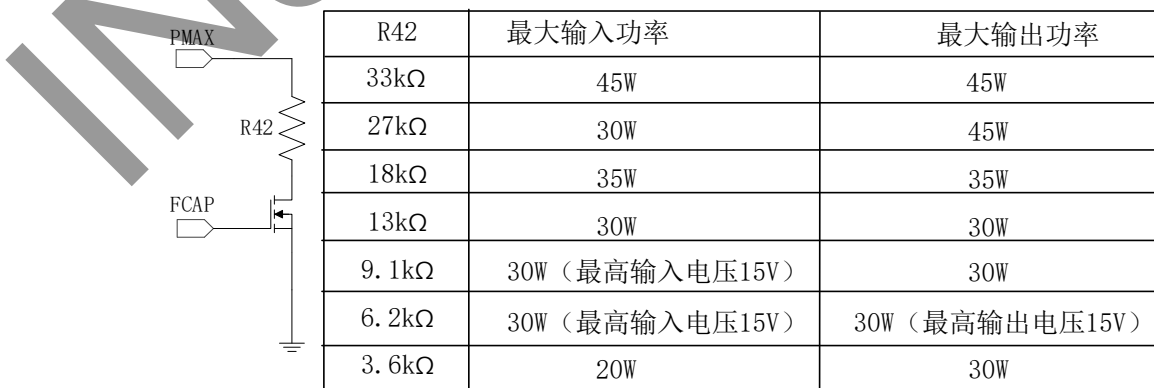 PMAX
R42
FCAP
R42 最大输入功率 最大输出功率
33kΩ 45W 45W
27kΩ 30W 45W
18kΩ 35W 35W
13kΩ 30W 30W
9.1kΩ 30W（最高输入电压15V） 30W
6.2kΩ 30W（最高输入电压15V） 30W（最高输出电压15V）
3.6kΩ 20W 30W